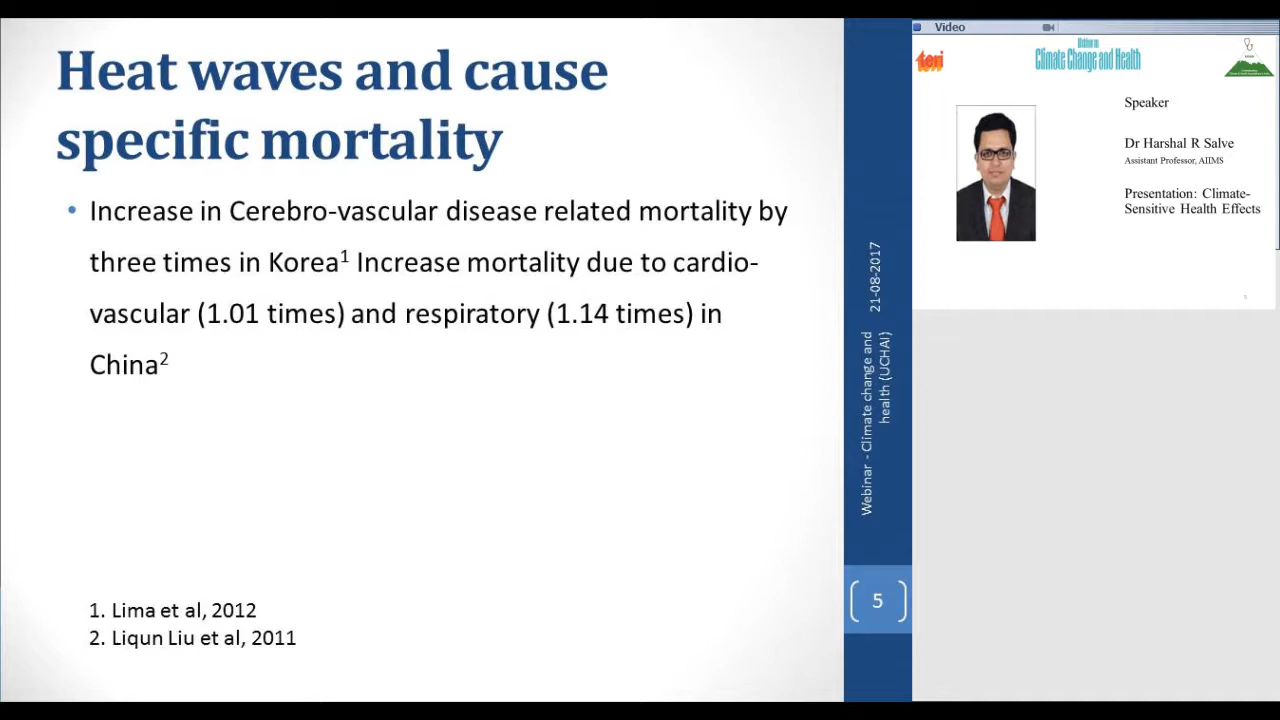 Heat waves and cause
specific mortality
• Increase in Cerebro-vascular disease related mortality by
three times in Korea1 Increase mortality due to cardio-
vascular (1.01 times) and respiratory (1.14 times) in
China2
1. Lima et al, 2012
2. Liqun Liu et al, 2011
21-08-2017
Webinar - Climate change and
health (UCHAI)
5
Video
teri
Webinar on
Climate Change and Health
Speaker
Dr Harshal R Salve
Assistant Professor, AIIMS
Presentation: Climate-
Sensitive Health Effects